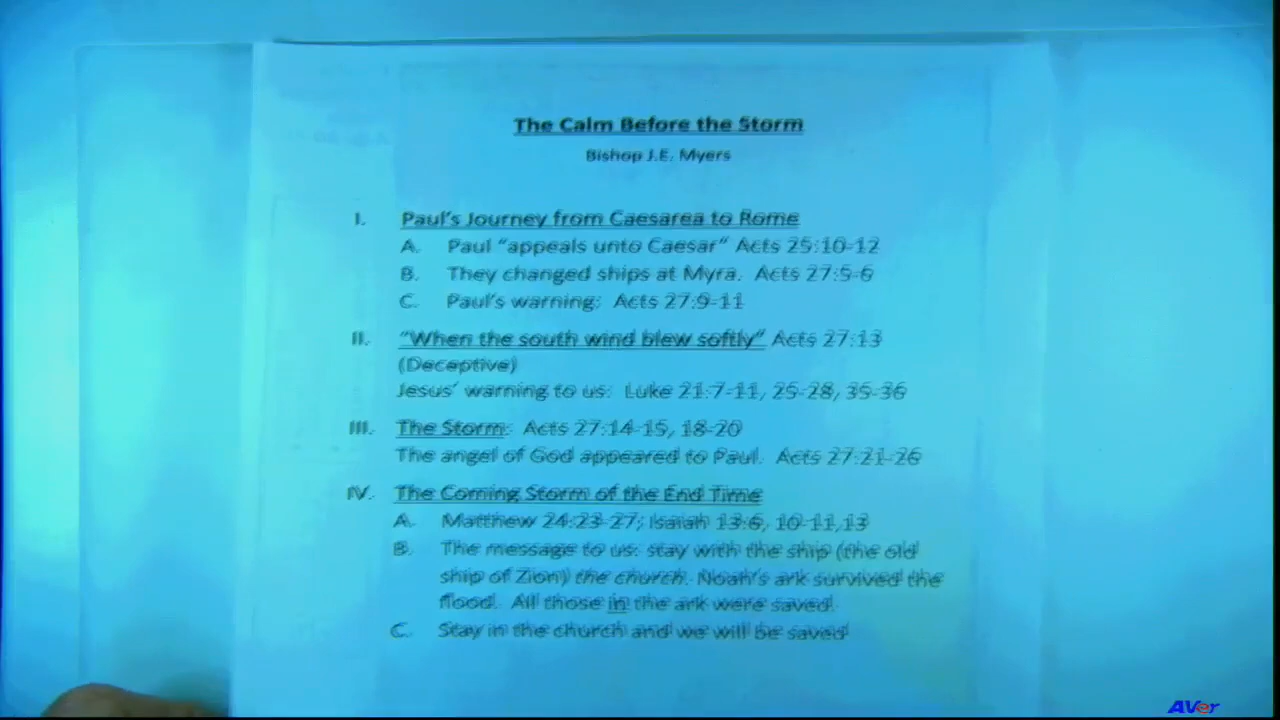 The Calm Before the Storm
Bishop J.E. Myers
I. Paul's Journey from Caesarea to Rome
A. Paul "appeals unto Caesar" Acts 25:10-12
B. They changed ships at Myra. Acts 27:5-6
C. Paul's warning: Acts 27:9-11
II. "When the south wind blew softly" Acts 27:13
(Deceptive)
Jesus' warning to us: Luke 21:7-11, 25-28, 35-36
III. The Storm: Acts 27:14-15, 18-20
The angel of God appeared to Paul. Acts 27:21-26
IV. The Coming Storm of the End Time
A. Matthew 24:23-27; Isaiah 13:6, 10-11,13
B. The message to us: stay with the ship (the old
ship of Zion) the church. Noah's ark survived the
flood. All those in the ark were saved.
C. Stay in the church and we will be saved
AVer